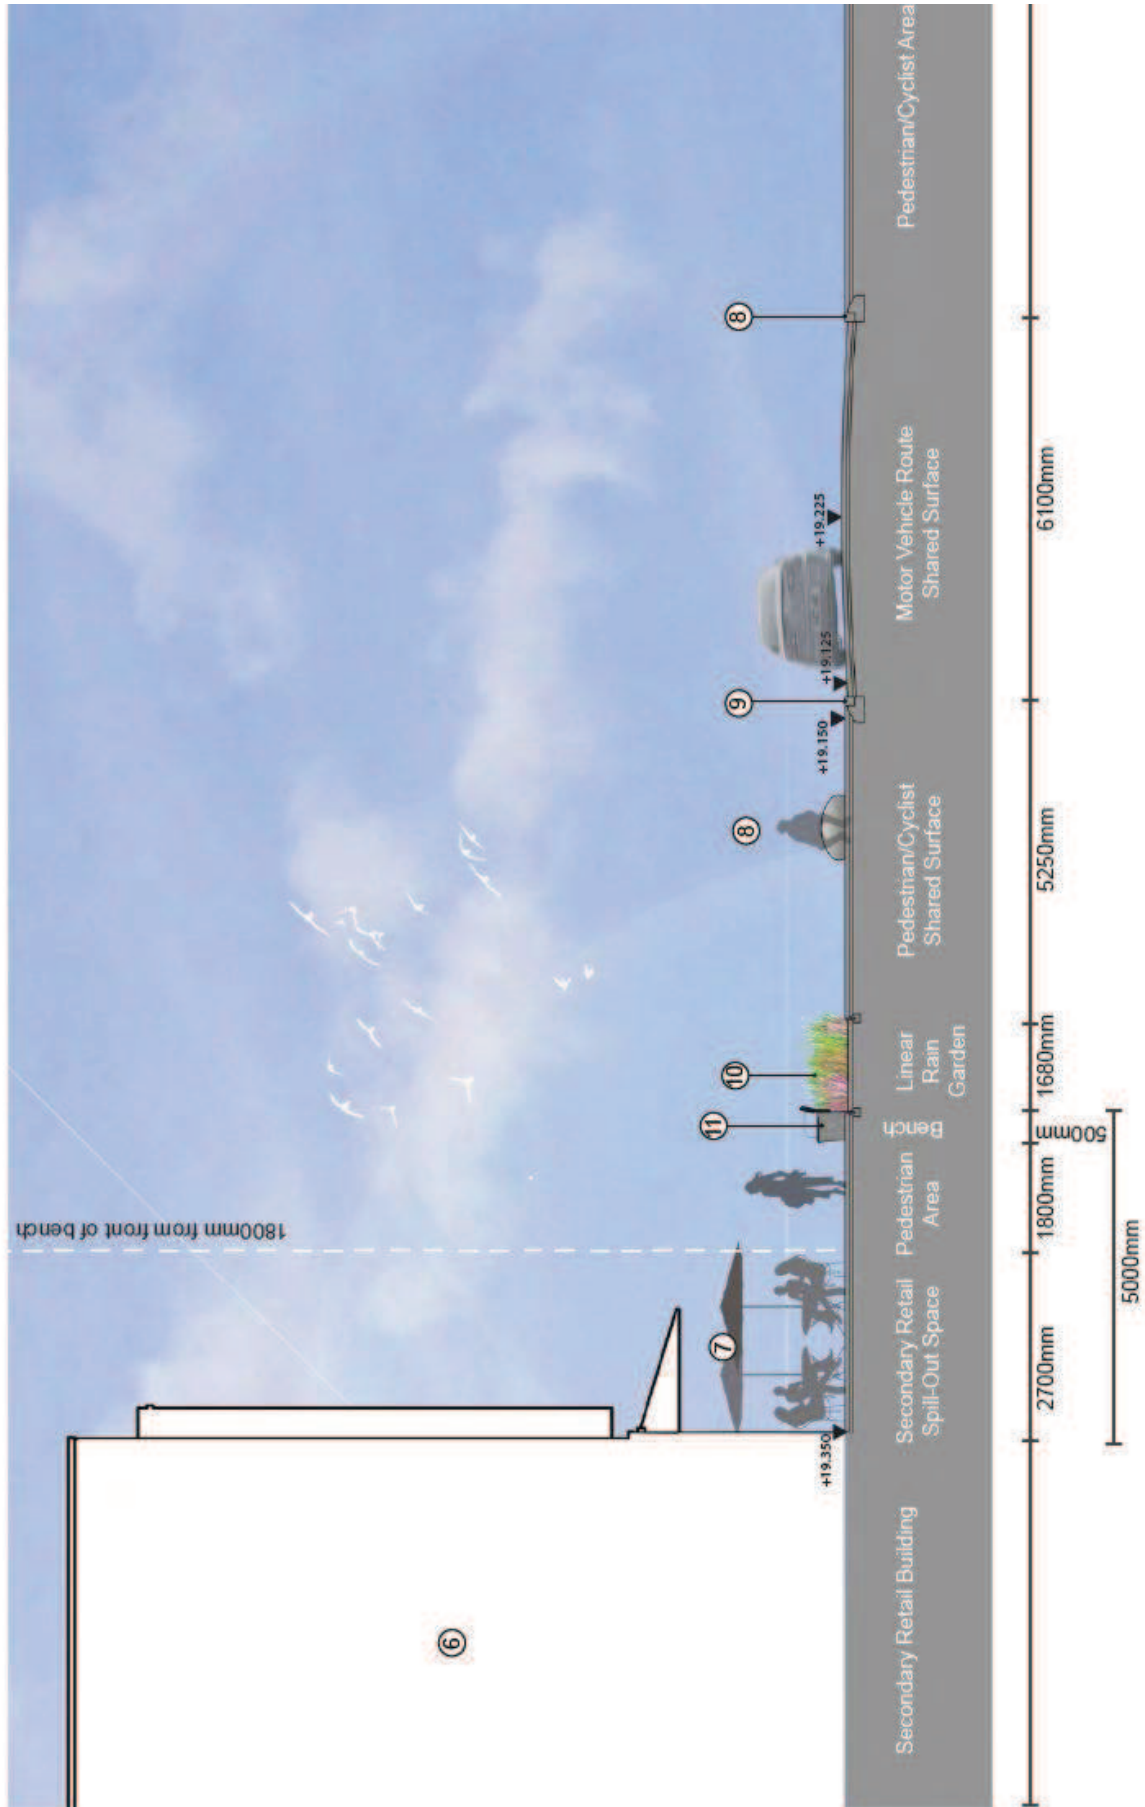 1800mm from front of bench
6
7
11
10
8
9
8
+19.350
+19.150
+19.125
+19.225
Secondary Retail Building
Secondary Retail
Spill-Out Space
Pedestrian
Area
Bench
Linear
Rain
Garden
Pedestrian/Cyclist
Shared Surface
Motor Vehicle Route
Shared Surface
Pedestrian/Cyclist Area
2700mm
1800mm
500mm
1680mm
5250mm
6100mm
5000mm